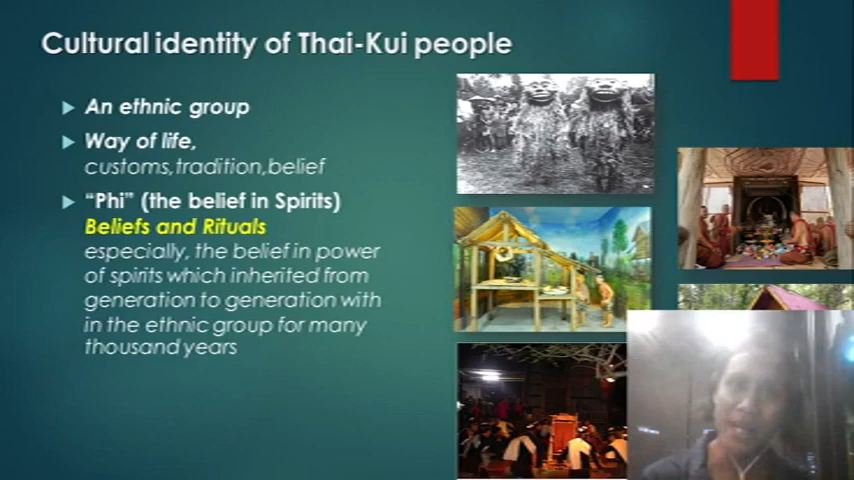 Cultural identity of Thai-Kui people
An ethnic group
Way of life,
customs,tradition,belief
“Phi” (the belief in Spirits)
Beliefs and Rituals
especially, the belief in power
of spirits which inherited from
generation to generation with
in the ethnic group for many
thousand years